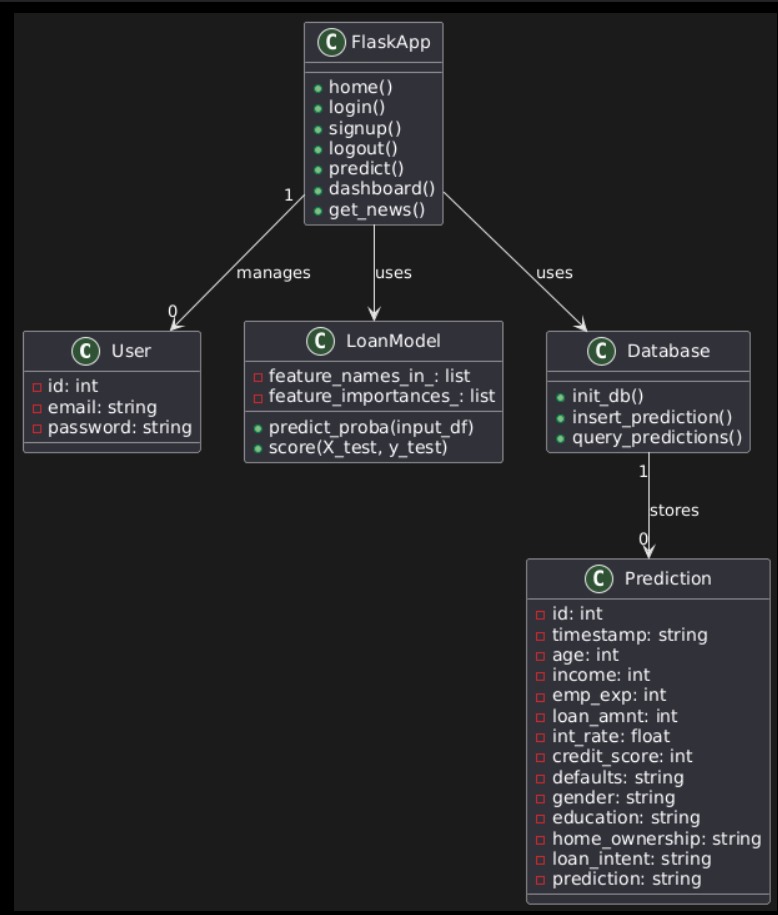 C FlaskApp
home()
login()
signup()
logout()
predict()
dashboard()
get_news()
1
manages
uses
uses
0
C User
id: int
email: string
password: string
C LoanModel
feature_names_in_: list
feature_importances_: list
predict_proba(input_df)
score(X_test, y_test)
C Database
init_db()
insert_prediction()
query_predictions()
1
stores
0
C Prediction
id: int
timestamp: string
age: int
income: int
emp_exp: int
loan_amnt: int
int_rate: float
credit_score: int
defaults: string
gender: string
education: string
home_ownership: string
loan_intent: string
prediction: string